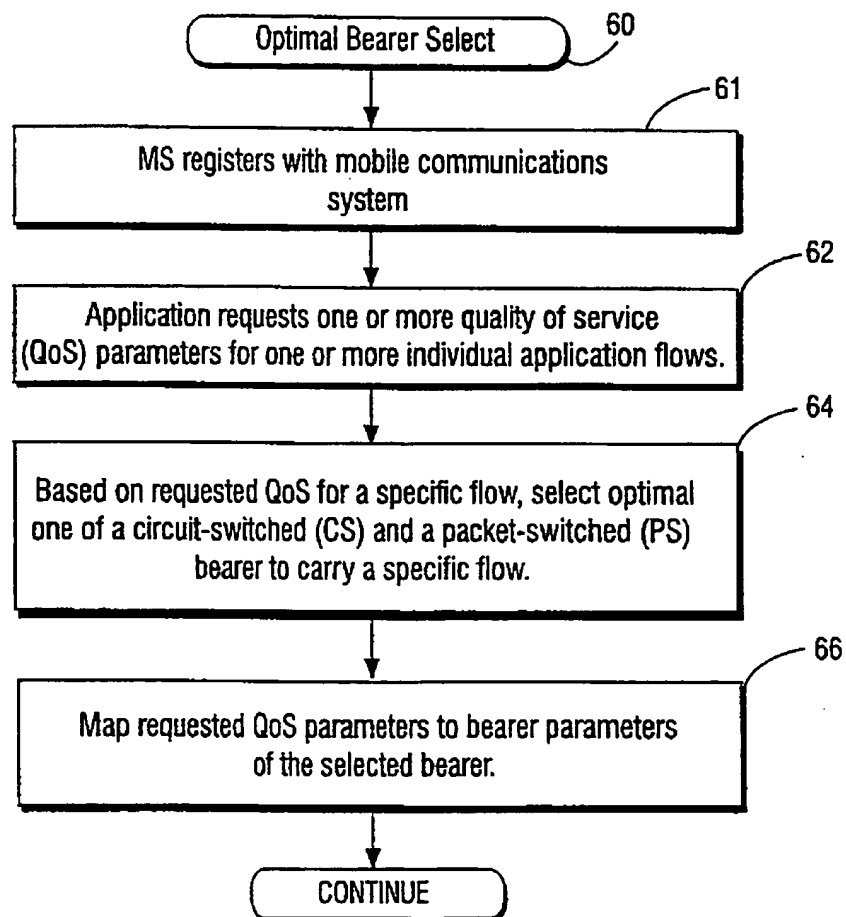 Optimal Bearer Select
60
61
MS registers with mobile communications
system
62
Application requests one or more quality of service
(QoS) parameters for one or more individual application flows.
64
Based on requested QoS for a specific flow, select optimal
one of a circuit-switched (CS) and a packet-switched (PS)
bearer to carry a specific flow.
66
Map requested QoS parameters to bearer parameters
of the selected bearer.
CONTINUE